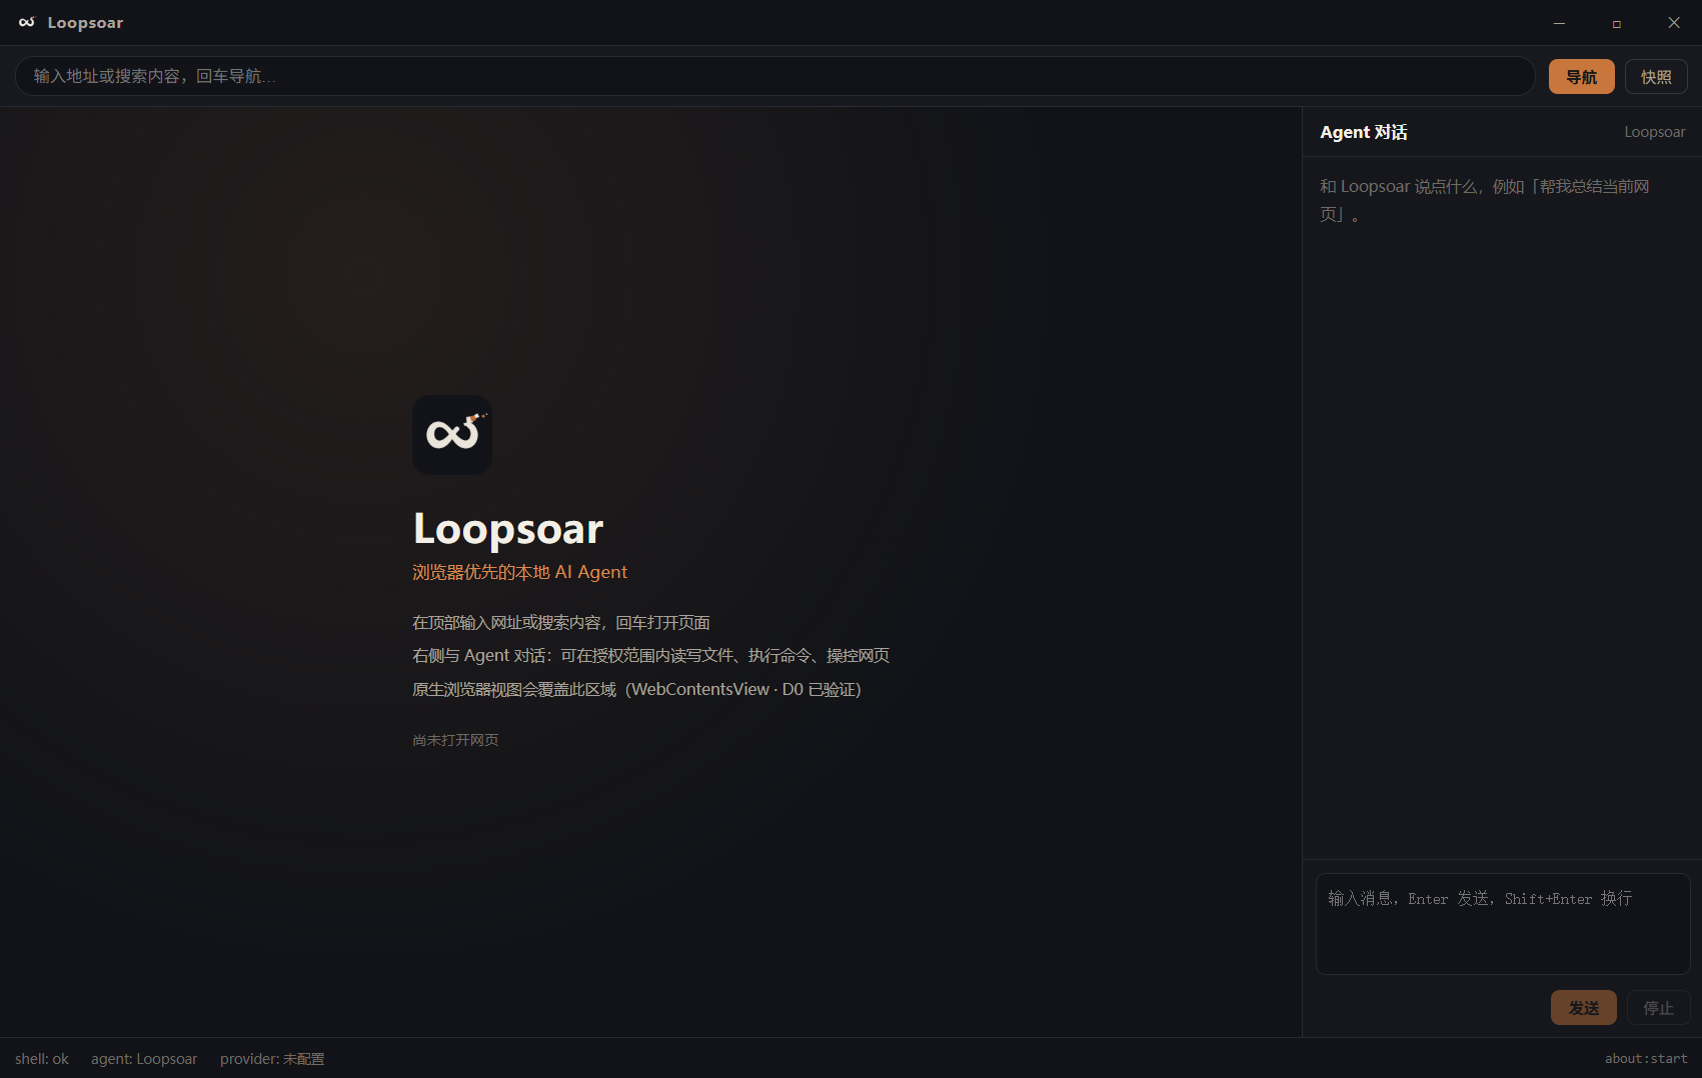 Loopsoar
输入地址或搜索内容，回车导航...
导航
快照
Agent 对话
Loopsoar
和 Loopsoar 说点什么，例如「帮我总结当前网
页」。
Loopsoar
浏览器优先的本地 AI Agent
在顶部输入网址或搜索内容，回车打开页面
右侧与 Agent 对话：可在授权范围内读写文件、执行命令、操控网页
原生浏览器视图会覆盖此区域（WebContentsView · D0 已验证）
尚未打开网页
输入消息，Enter 发送，Shift+Enter 换行
发送
停止
shell: ok
agent: Loopsoar
provider: 未配置
about:start